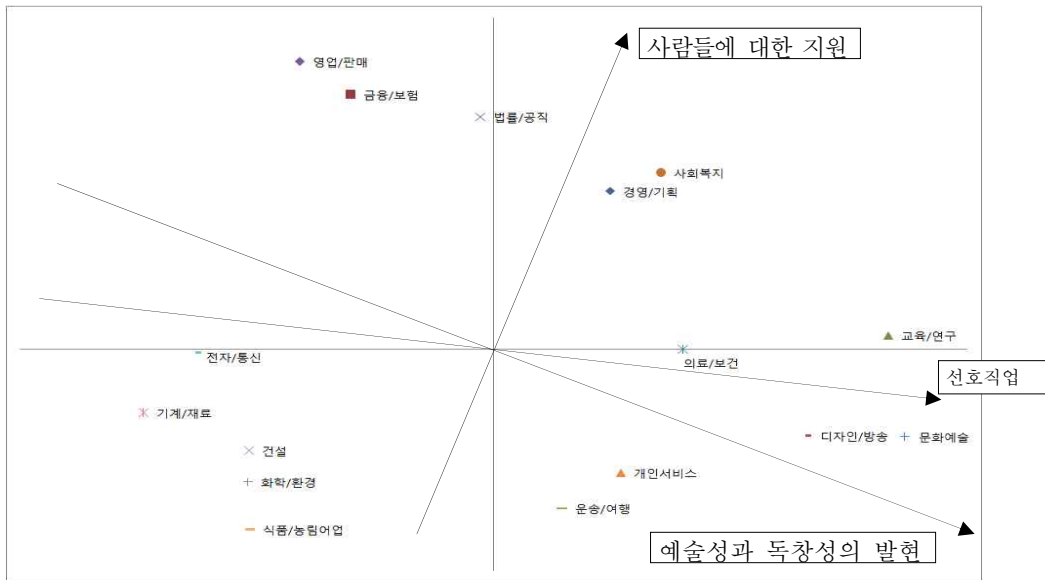 사람들에 대한 지원
영업/판매
금융/보험
법률/공직
사회복지
경영/기획
교육/연구
전자/통신
의료/보건
선호직업
기계/재료
디자인/방송
문화예술
건설
개인서비스
화학/환경
운송/여행
식품/농림어업
예술성과 독창성의 발현